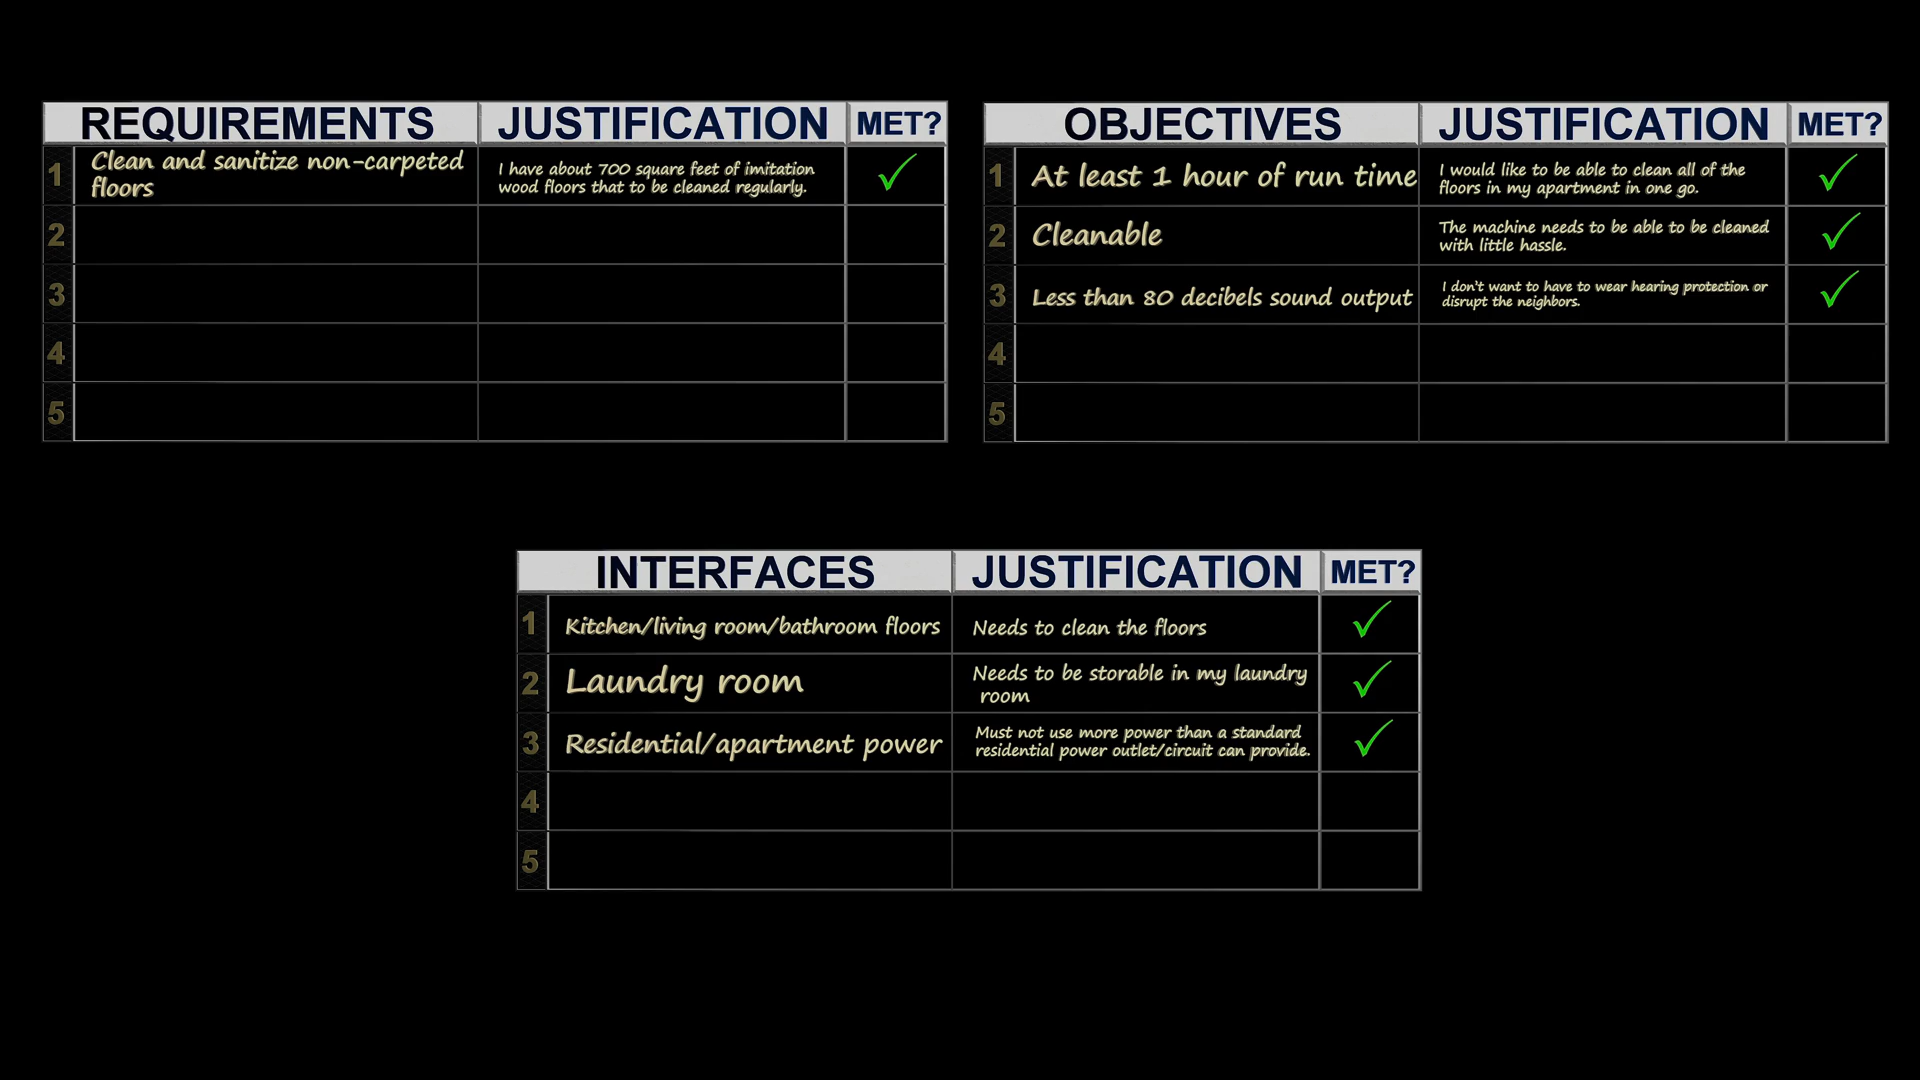 REQUIREMENTS JUSTIFICATION MET?
1 Clean and sanitize non-carpeted
floors
I have about 700 square feet of imitation
wood floors that to be cleaned regularly.
✓
2
3
4
5
OBJECTIVES JUSTIFICATION MET?
1 At least 1 hour of run time
I would like to be able to clean all of the
floors in my apartment in one go.
✓
2 Cleanable
The machine needs to be able to be cleaned
with little hassle.
✓
3 Less than 80 decibels sound output
I don't want to have to wear hearing protection or
disrupt the neighbors.
✓
4
5
INTERFACES JUSTIFICATION MET?
1 Kitchen/living room/bathroom floors
Needs to clean the floors
✓
2 Laundry room
Needs to be storable in my laundry
room
✓
3 Residential/apartment power
Must not use more power than a standard
residential power outlet/circuit can provide.
✓
4
5